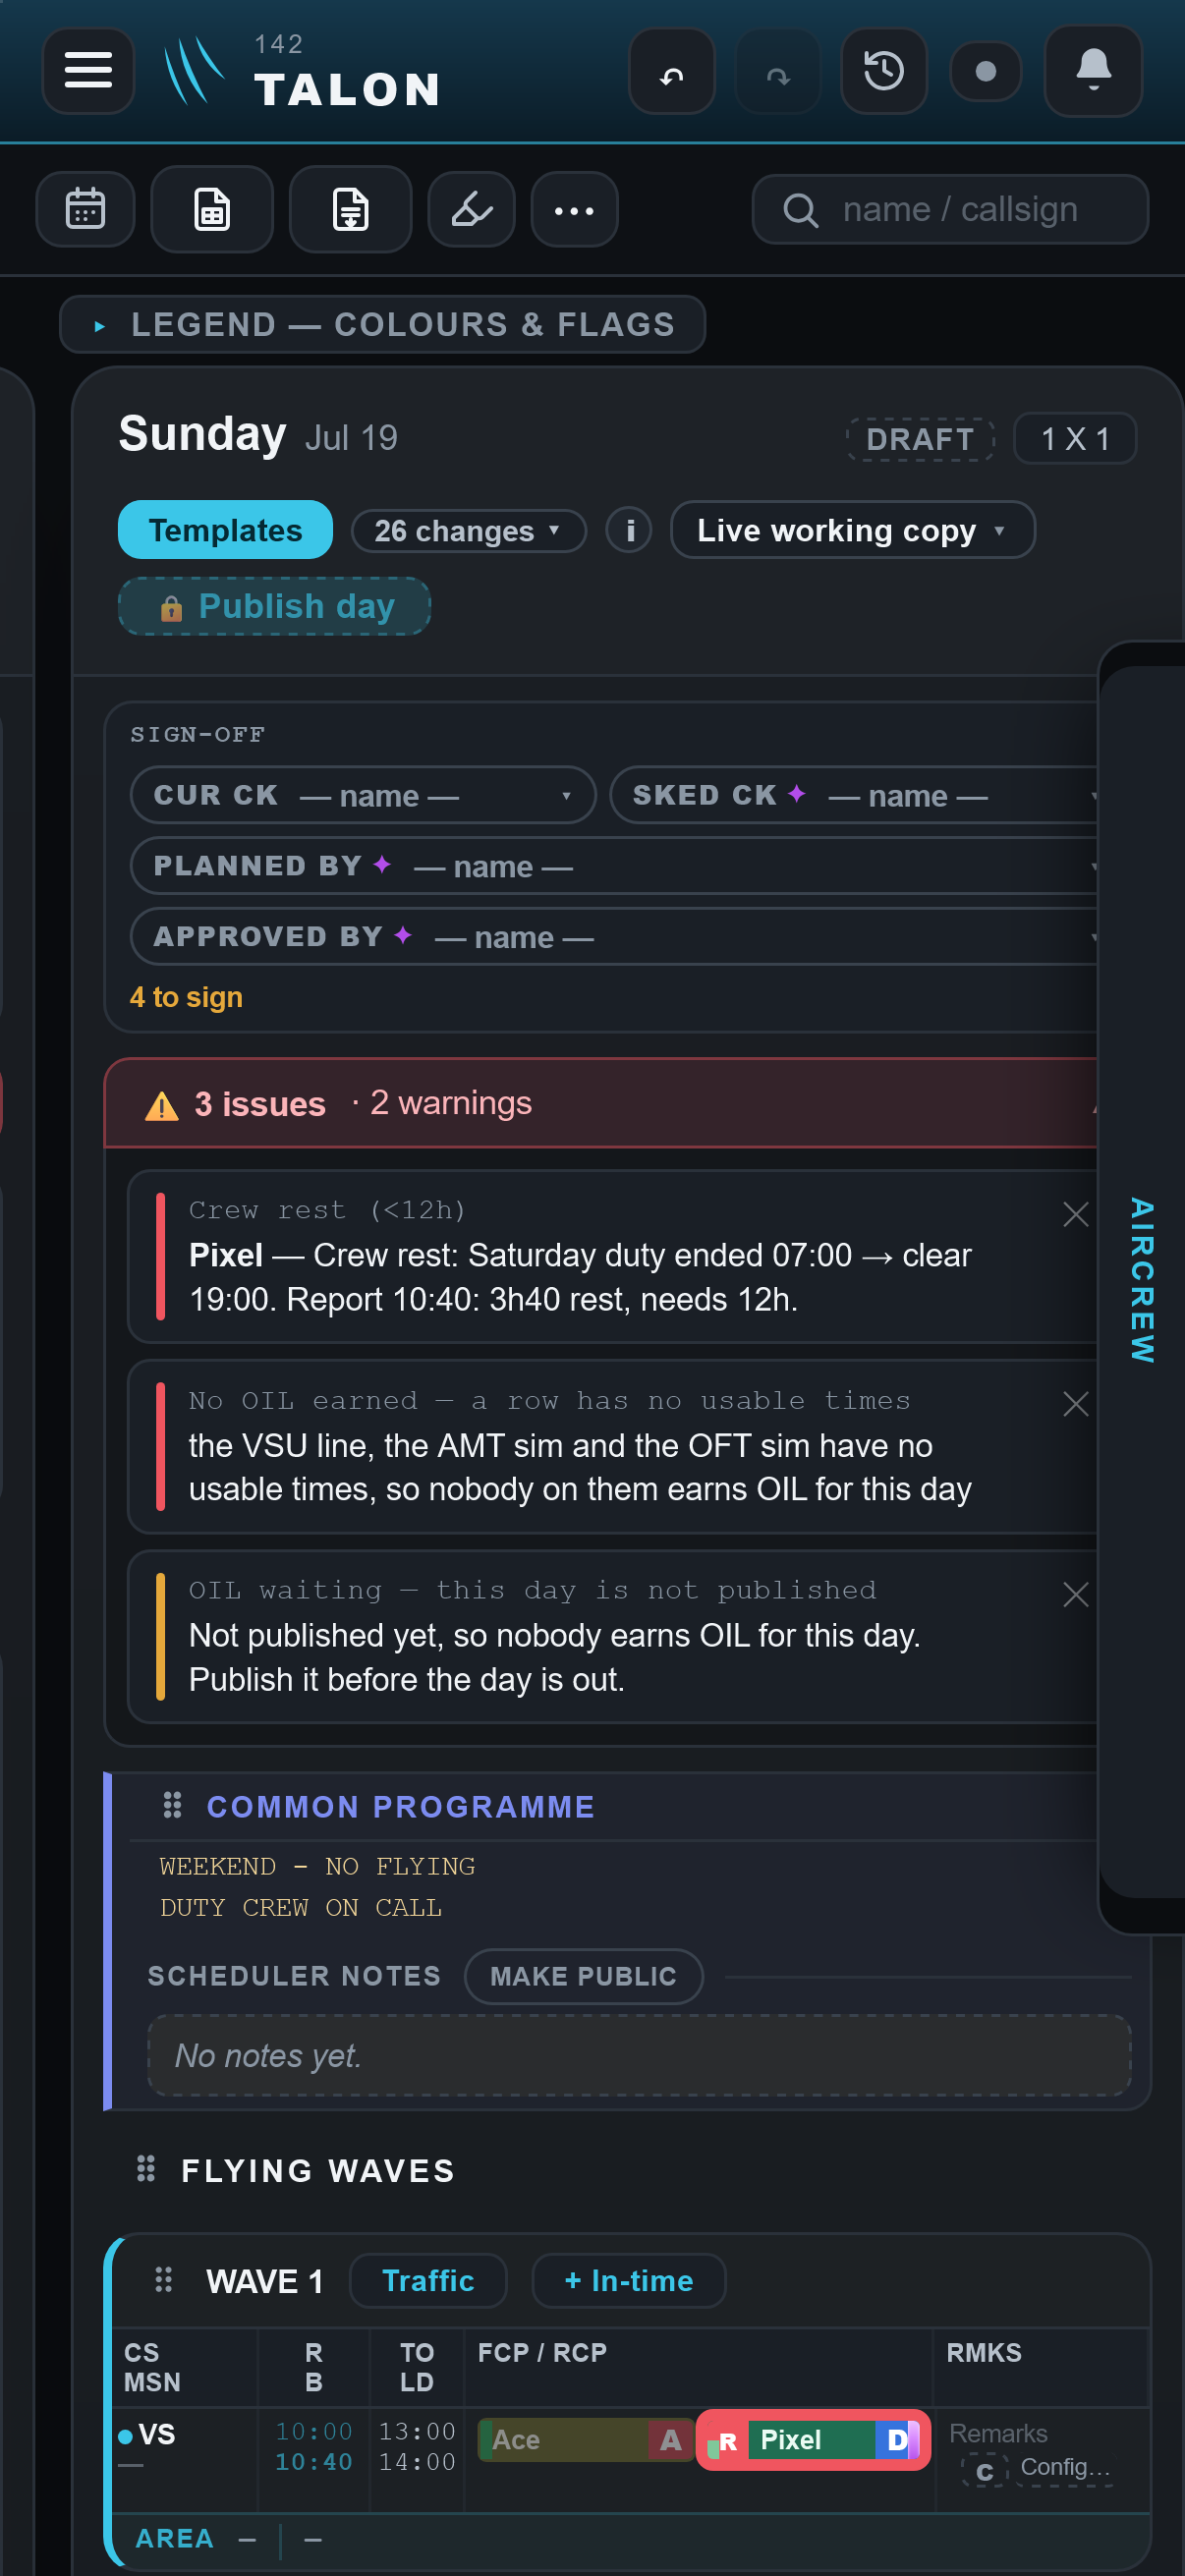 142
TALON
name / callsign
▸ LEGEND — COLOURS & FLAGS
Sunday Jul 19 DRAFT 1 X 1
Templates 26 changes ▾ i Live working copy ▾
Publish day
SIGN-OFF
CUR CK — name — ▾ SKED CK ✦ — name —
PLANNED BY ✦ — name —
APPROVED BY ✦ — name —
4 to sign
3 issues · 2 warnings
Crew rest (<12h)
Pixel — Crew rest: Saturday duty ended 07:00 → clear
19:00. Report 10:40: 3h40 rest, needs 12h.
No OIL earned — a row has no usable times
the VSU line, the AMT sim and the OFT sim have no
usable times, so nobody on them earns OIL for this day
OIL waiting — this day is not published
Not published yet, so nobody earns OIL for this day.
Publish it before the day is out.
AIRCREW
COMMON PROGRAMME
WEEKEND - NO FLYING
DUTY CREW ON CALL
SCHEDULER NOTES MAKE PUBLIC
No notes yet.
FLYING WAVES
WAVE 1 Traffic + In-time
CS R TO FCP / RCP RMKS
MSN B LD
VS 10:00 13:00 Ace A R Pixel D Remarks
— 10:40 14:00 C Config…
AREA — | —